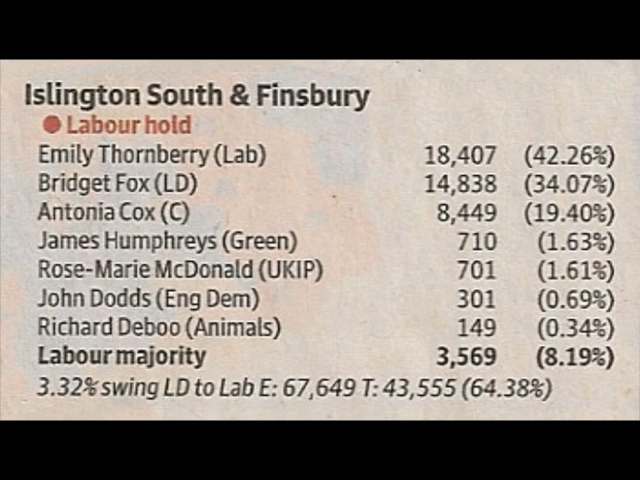 Islington South & Finsbury
Labour hold
Emily Thornberry (Lab) 18,407 (42.26%)
Bridget Fox (LD) 14,838 (34.07%)
Antonia Cox (C) 8,449 (19.40%)
James Humphreys (Green) 710 (1.63%)
Rose-Marie McDonald (UKIP) 701 (1.61%)
John Dodds (Eng Dem) 301 (0.69%)
Richard Deboo (Animals) 149 (0.34%)
Labour majority 3,569 (8.19%)
3.32% swing LD to Lab E: 67,649 T: 43,555 (64.38%)